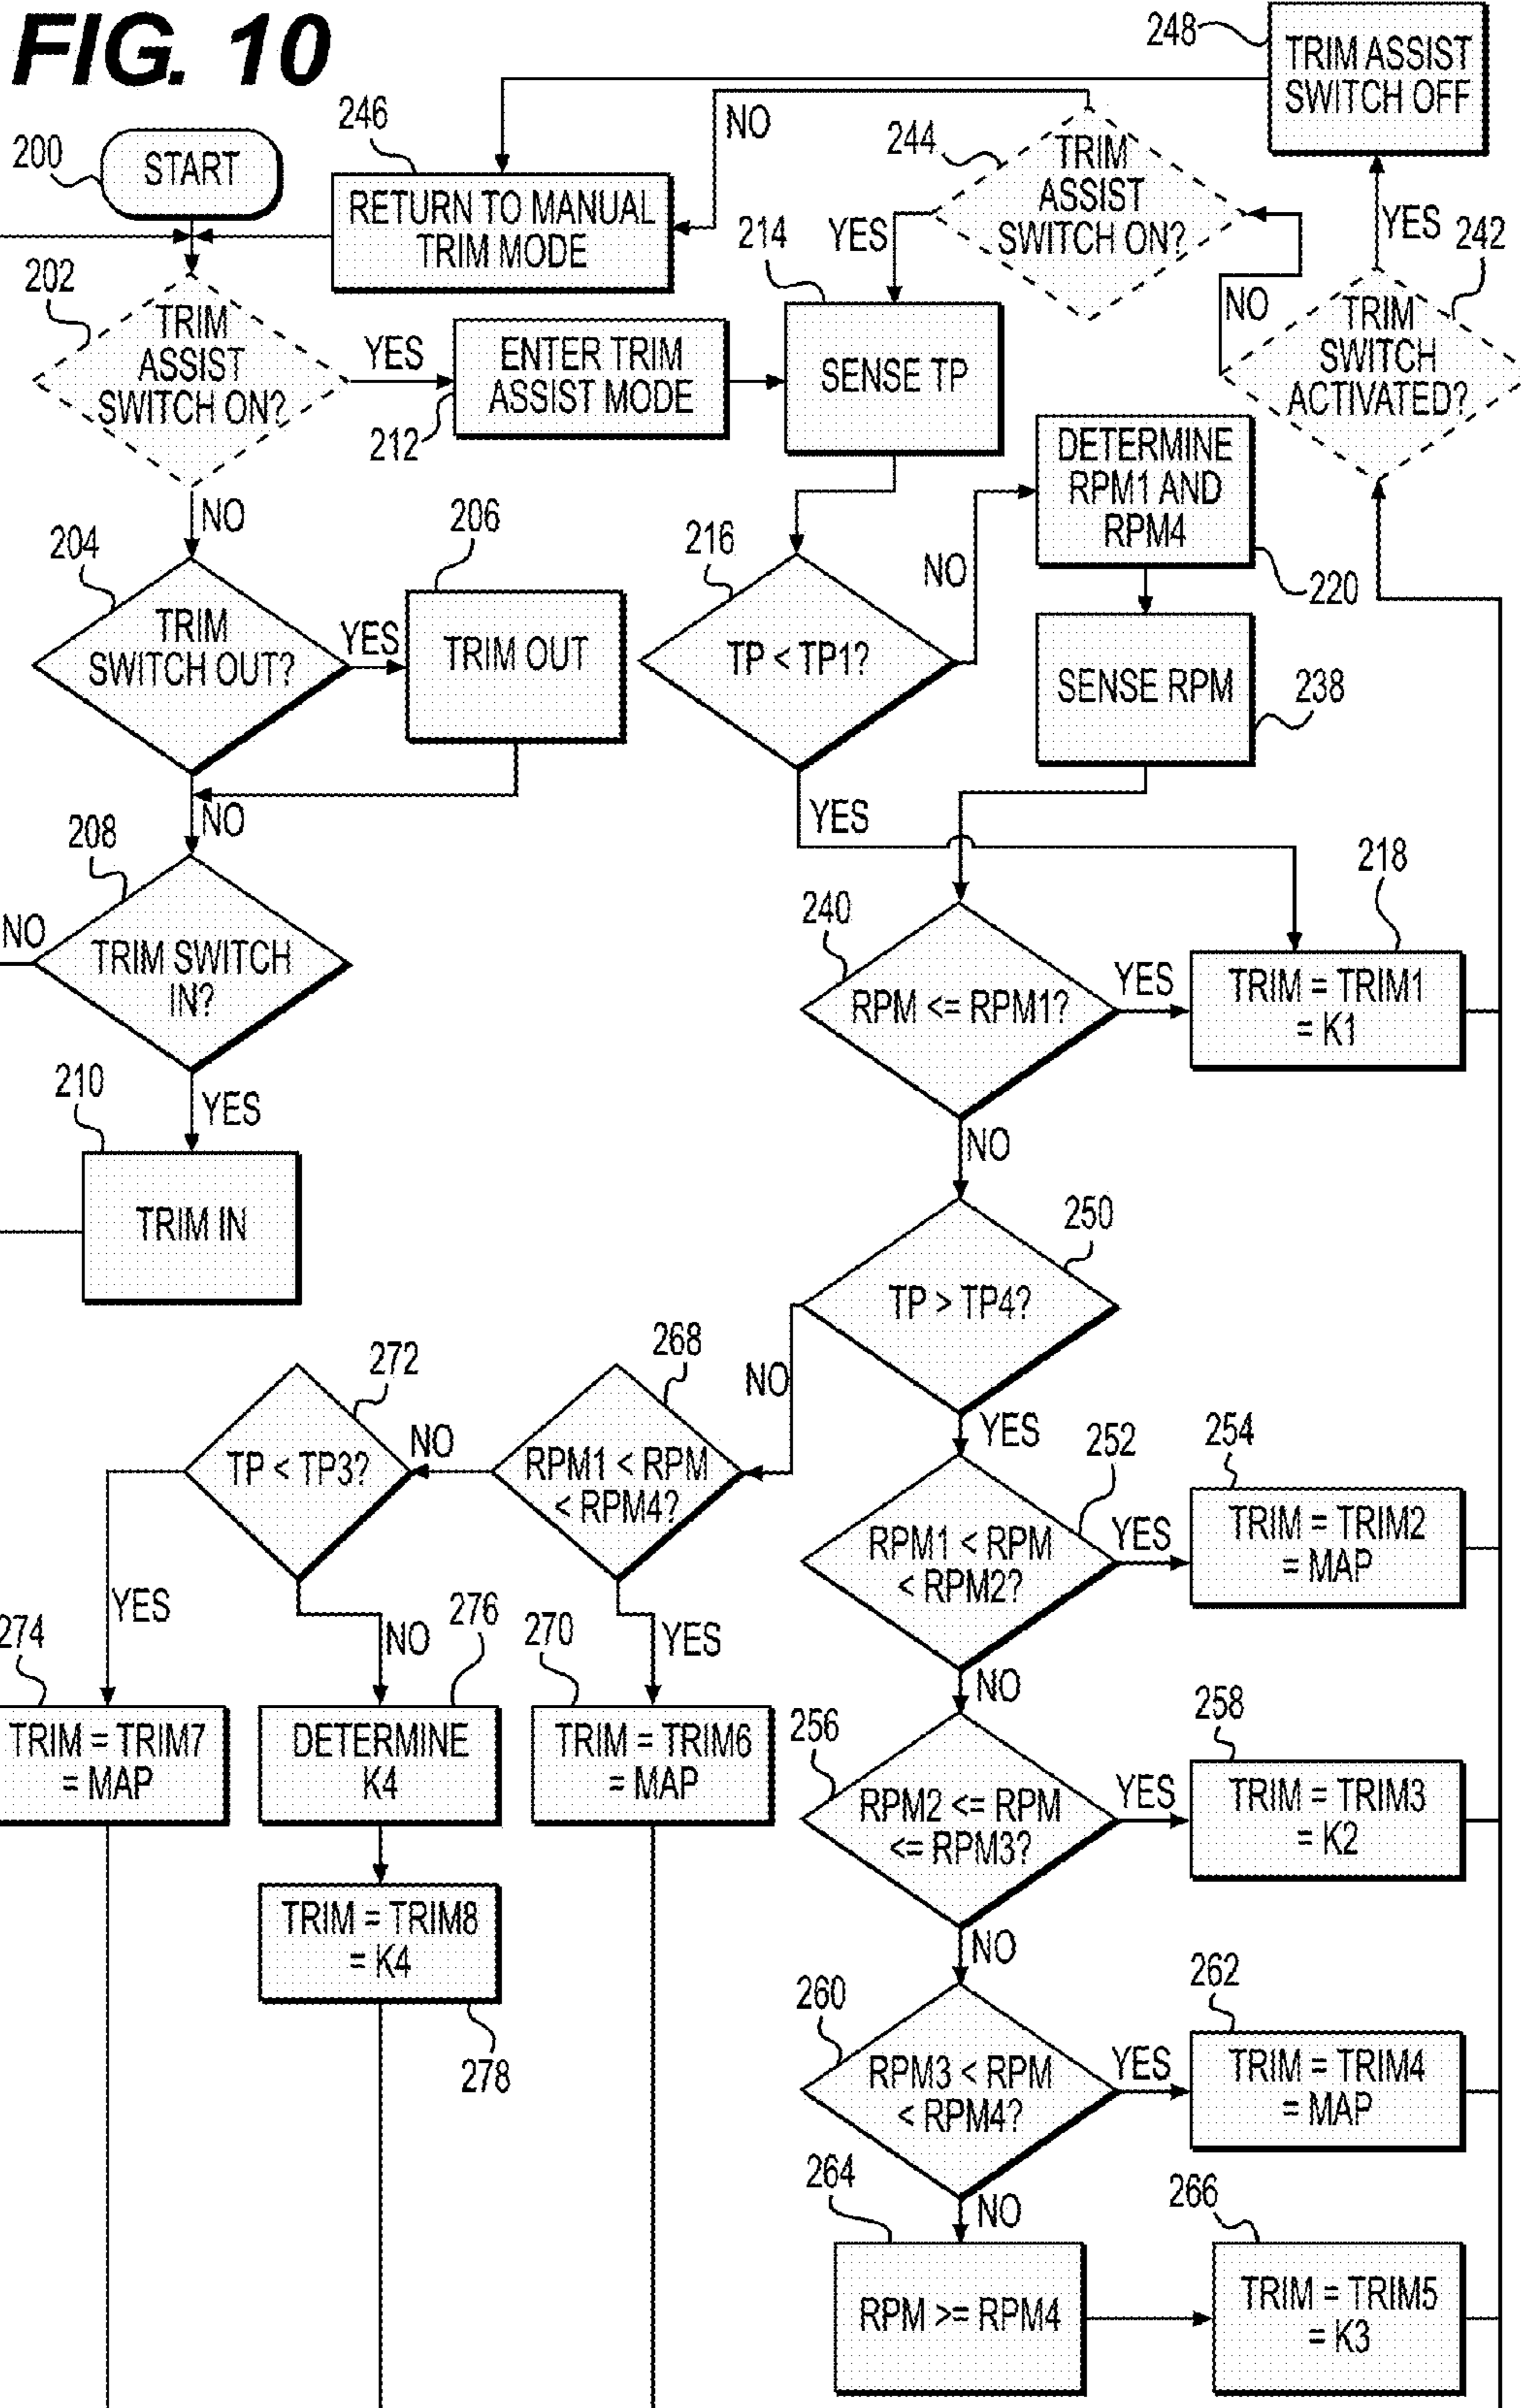 FIG. 10
248
TRIM ASSIST
SWITCH OFF
246
NO
244
TRIM
ASSIST
SWITCH ON?
200
START
RETURN TO MANUAL
TRIM MODE
YES
214
YES
242
202
TRIM
ASSIST
SWITCH ON?
YES
ENTER TRIM
ASSIST MODE
212
SENSE TP
NO
TRIM
SWITCH
ACTIVATED?
DETERMINE
RPM1 AND
RPM4
220
NO
204
TRIM
SWITCH OUT?
YES
206
TRIM OUT
216
TP < TP1?
NO
SENSE RPM
238
NO
YES
208
TRIM SWITCH
IN?
NO
240
RPM <= RPM1?
YES
218
TRIM = TRIM1
= K1
210
YES
TRIM IN
NO
250
TP > TP4?
NO
YES
272
TP < TP3?
NO
268
RPM1 < RPM
< RPM4?
252
RPM1 < RPM
< RPM2?
YES
254
TRIM = TRIM2
= MAP
YES
NO
YES
NO
274
TRIM = TRIM7
= MAP
276
DETERMINE
K4
270
TRIM = TRIM6
= MAP
256
RPM2 <= RPM
<= RPM3?
YES
258
TRIM = TRIM3
= K2
TRIM = TRIM8
= K4
278
NO
260
RPM3 < RPM
< RPM4?
YES
262
TRIM = TRIM4
= MAP
NO
264
RPM >= RPM4
266
TRIM = TRIM5
= K3